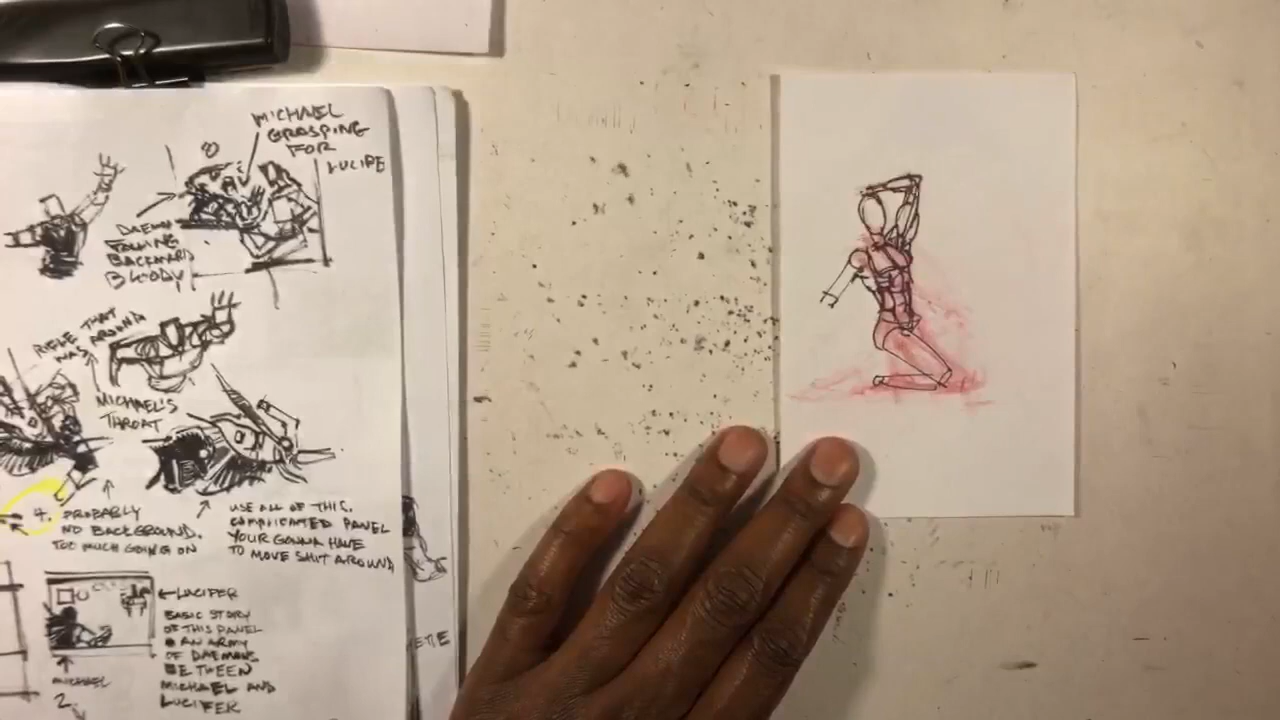 MICHAEL
GRASPING
FOR
LUCIFE
DAEMON
FALLING
BACKWARD
BLOODY
RIFLE THAT
WAS AROUND
MICHAEL'S
THROAT
4. PROBABLY
NO BACKGROUND.
TOO MUCH GOING ON
USE ALL OF THIS.
COMPLICATED PANEL
YOUR GONNA HAVE
TO MOVE SHIT AROUND
LUCIFER
BASIC STORY
OF THIS PANEL
AN ARMY
OF DAEMONS
BETWEEN
MICHAEL AND
LUCIFER
MICHAEL
2